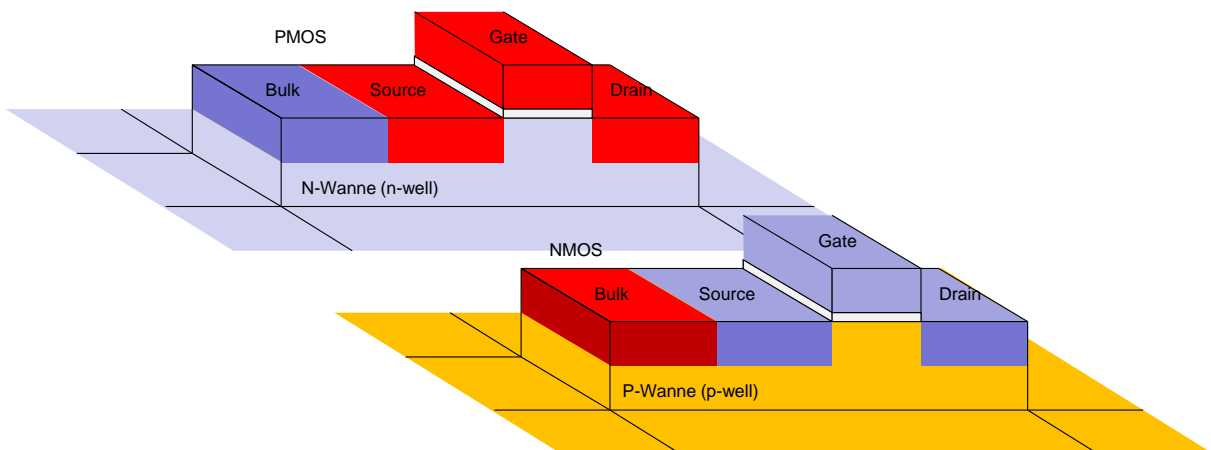 PMOS
Gate
Bulk
Source
Drain
N-Wanne (n-well)
NMOS
Gate
Bulk
Source
Drain
P-Wanne (p-well)